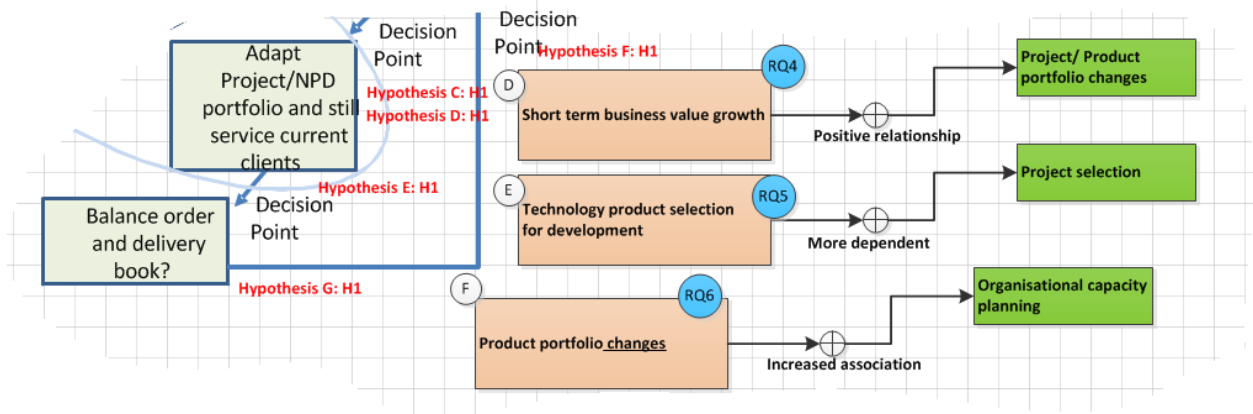 Decision
Point
Adapt
Project/NPD
portfolio and still
service current
clients
Hypothesis C: H1
Hypothesis D: H1
Hypothesis E: H1
Decision
Point
Balance order
and delivery
book?
Hypothesis G: H1
Decision
Point
Hypothesis F: H1
D
RQ4
Short term business value growth
Positive relationship
Project/ Product
portfolio changes
E
RQ5
Technology product selection
for development
More dependent
Project selection
F
RQ6
Product portfolio changes
Increased association
Organisational capacity
planning